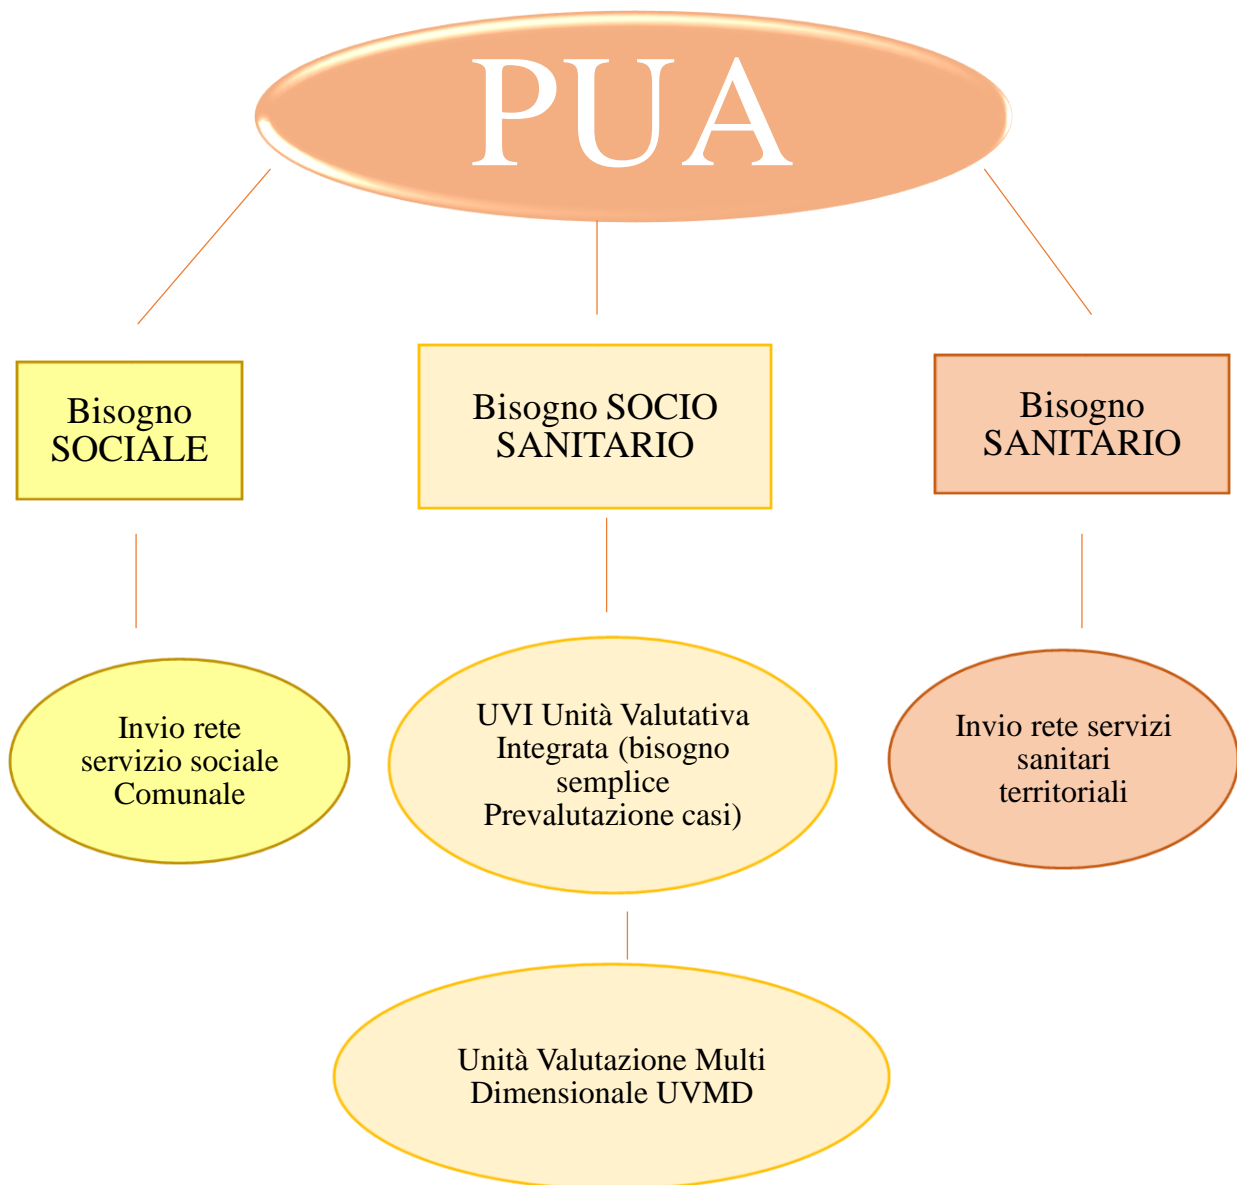 PUA
Bisogno
SOCIALE
Bisogno SOCIO
SANITARIO
Bisogno
SANITARIO
Invio rete
servizio sociale
Comunale
UVI Unità Valutativa
Integrata (bisogno
semplice
Prevalutazione casi)
Invio rete servizi
sanitari
territoriali
Unità Valutazione Multi
Dimensionale UVMD